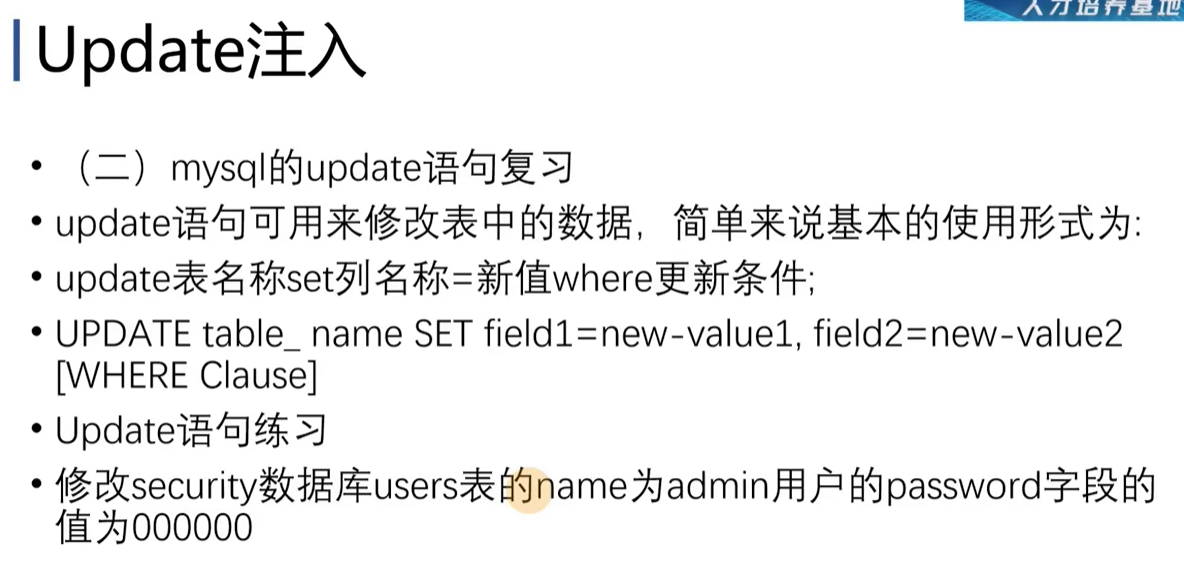 人才培养基地
Update注入
• （二）mysql的update语句复习
• update语句可用来修改表中的数据，简单来说基本的使用形式为:
• update表名称set列名称=新值where更新条件;
• UPDATE table_ name SET field1=new-value1, field2=new-value2
[WHERE Clause]
• Update语句练习
• 修改security数据库users表的name为admin用户的password字段的
值为000000